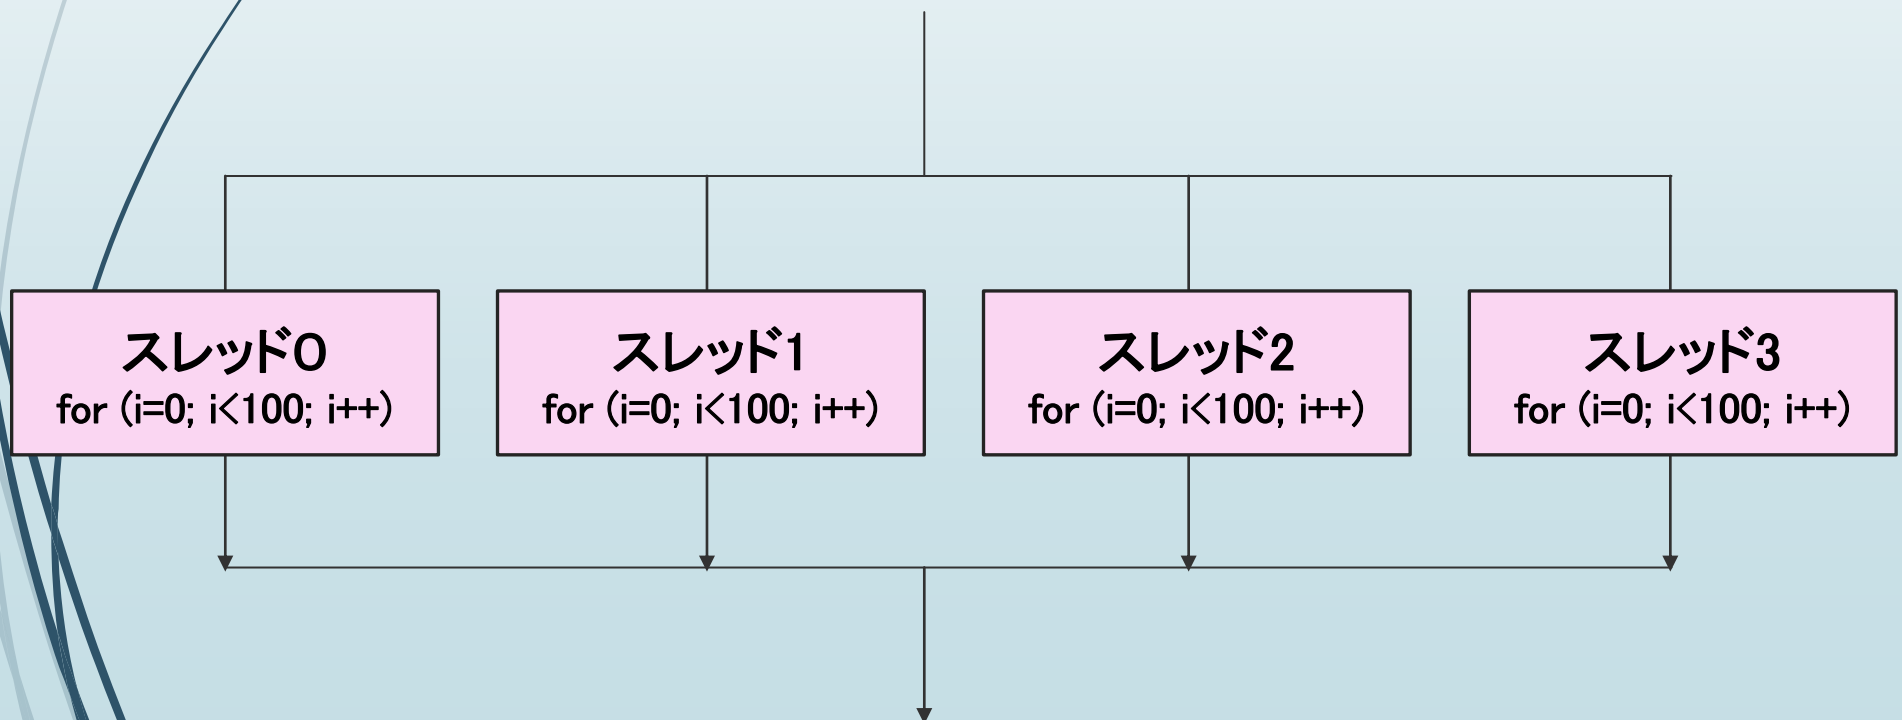 スレッド0
for (i=0; i<100; i++)
スレッド1
for (i=0; i<100; i++)
スレッド2
for (i=0; i<100; i++)
スレッド3
for (i=0; i<100; i++)